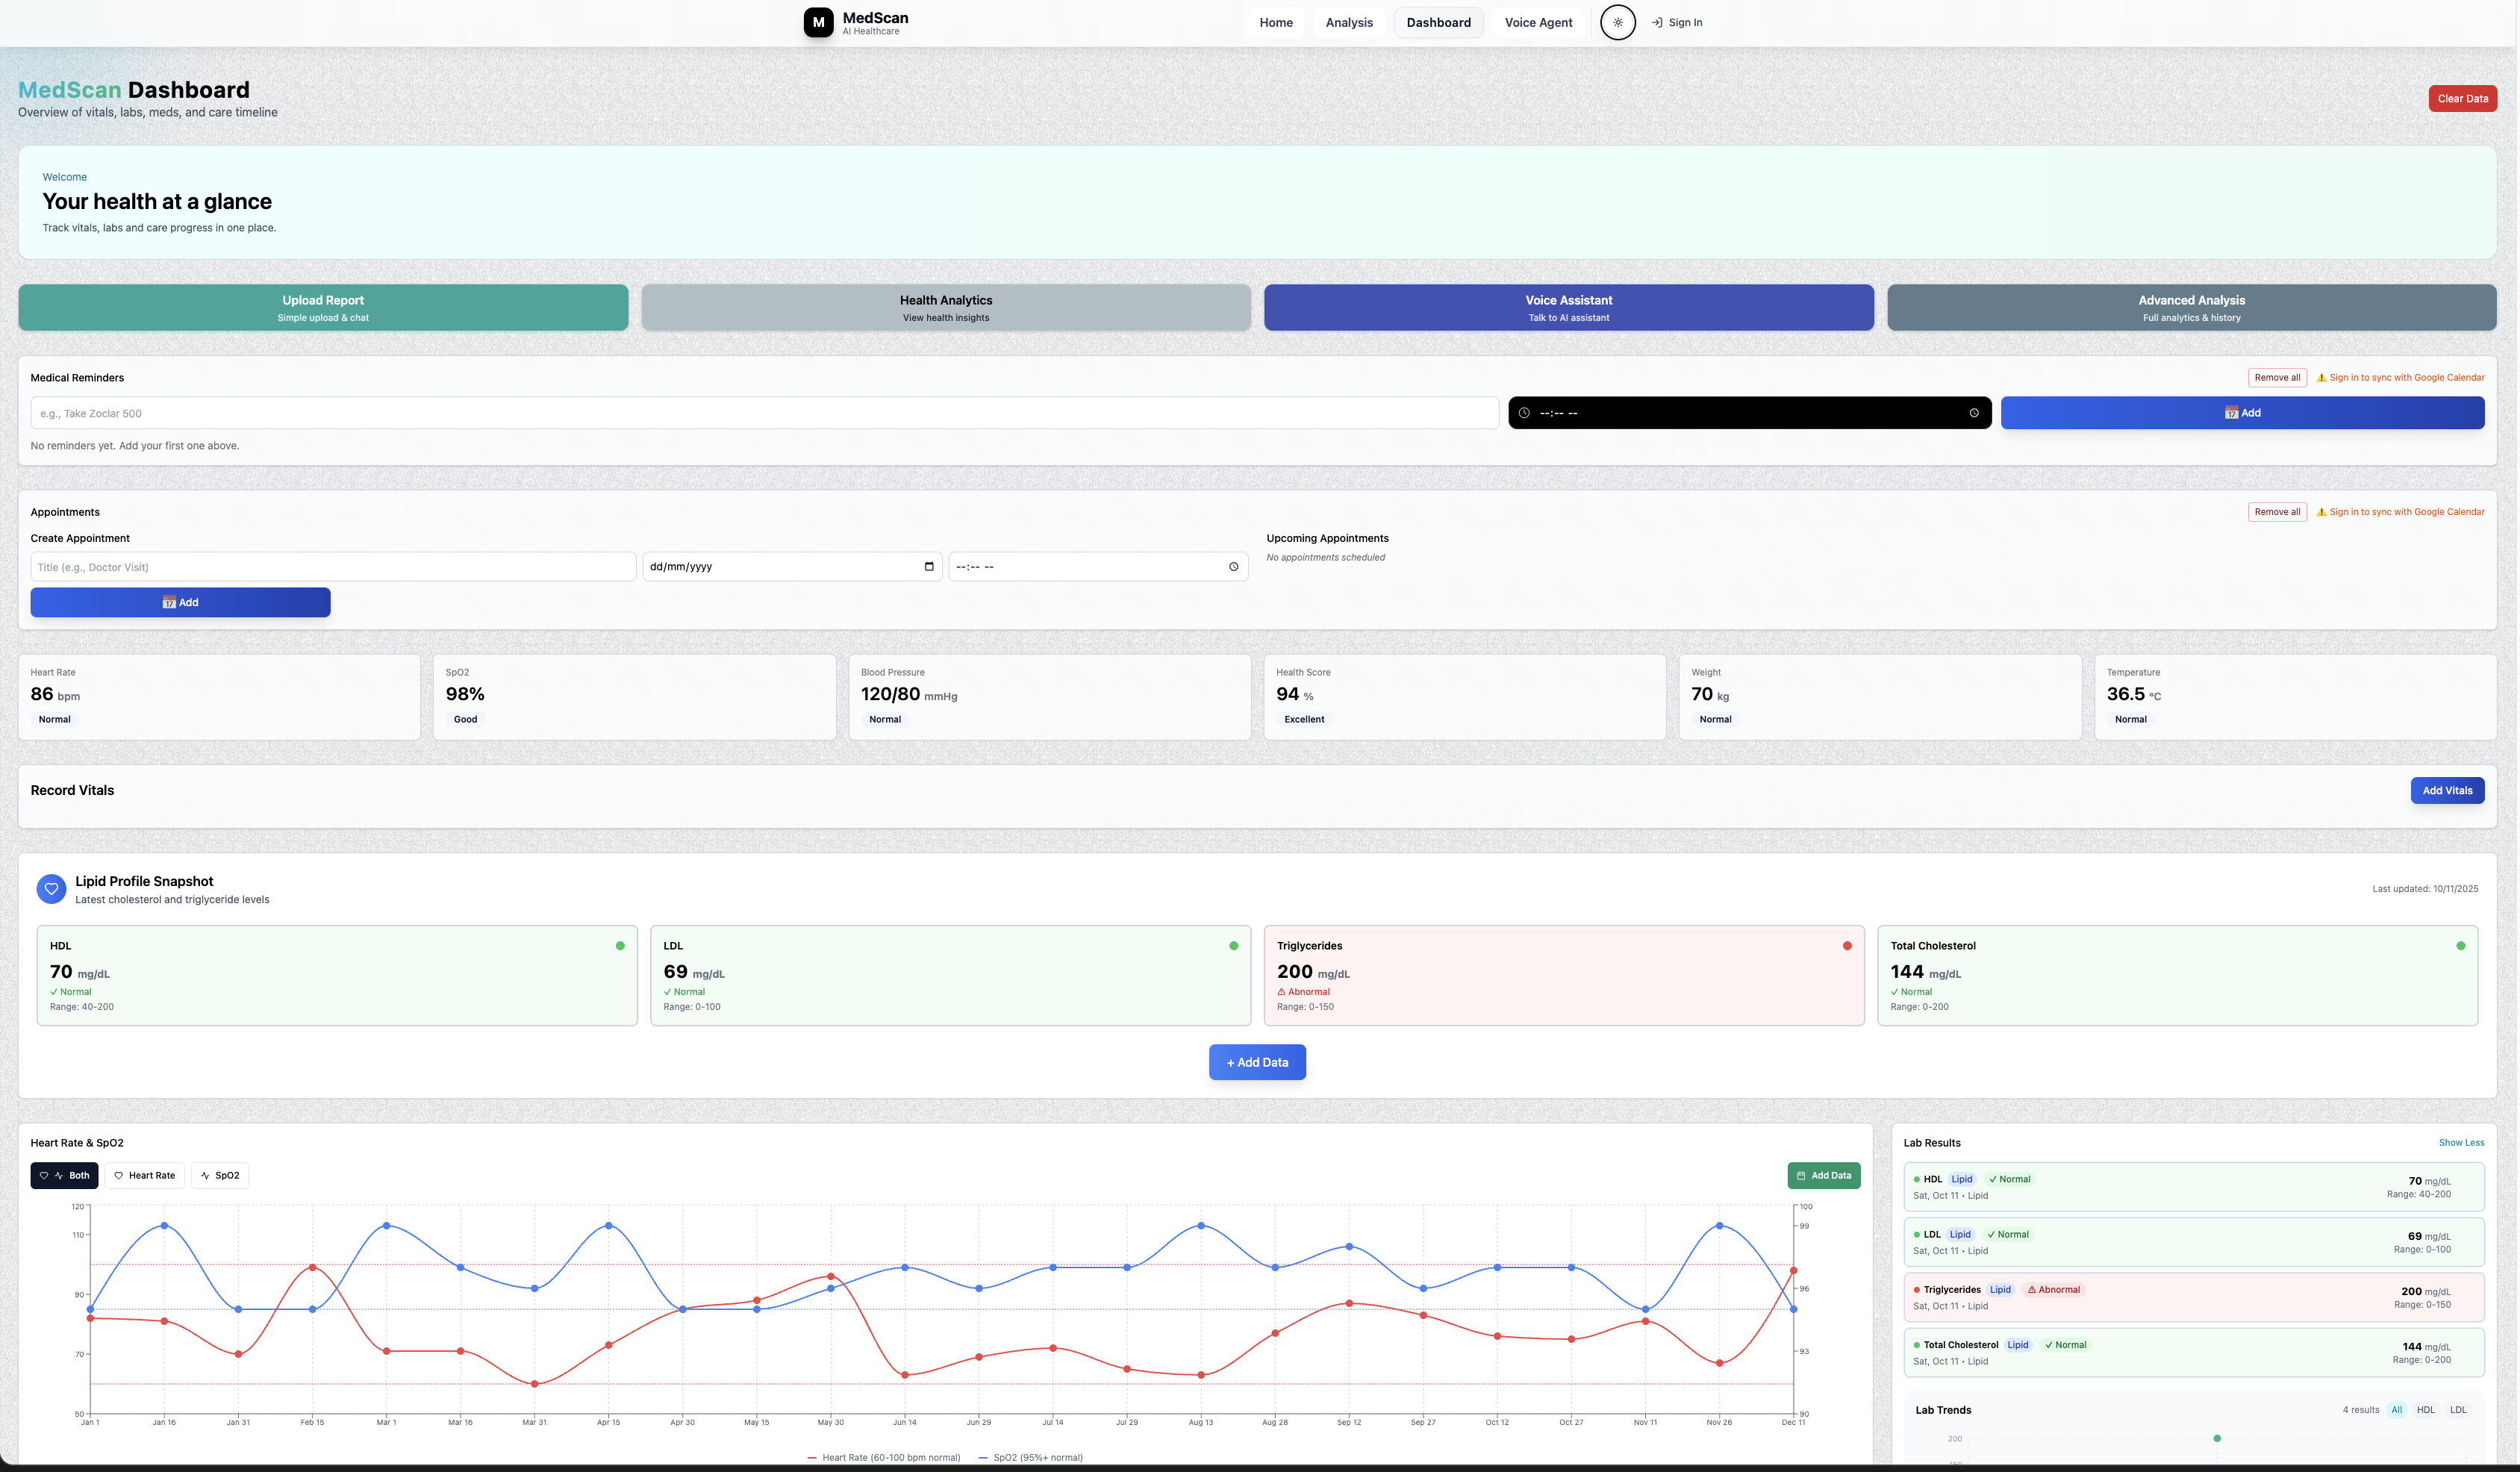 M
MedScan
AI Healthcare
Home
Analysis
Dashboard
Voice Agent
Sign In
MedScan Dashboard
Overview of vitals, labs, meds, and care timeline
Clear Data
Welcome
Your health at a glance
Track vitals, labs and care progress in one place.
Upload Report
Simple upload & chat
Health Analytics
View health insights
Voice Assistant
Talk to AI assistant
Advanced Analysis
Full analytics & history
Medical Reminders
Remove all
⚠️ Sign in to sync with Google Calendar
e.g., Take Zoclar 500
--:-- --
📅 Add
No reminders yet. Add your first one above.
Appointments
Remove all
⚠️ Sign in to sync with Google Calendar
Create Appointment
Title (e.g., Doctor Visit)
dd/mm/yyyy
--:-- --
📅 Add
Upcoming Appointments
No appointments scheduled
Heart Rate
86 bpm
Normal
SpO2
98%
Good
Blood Pressure
120/80 mmHg
Normal
Health Score
94 %
Excellent
Weight
70 kg
Normal
Temperature
36.5 °C
Normal
Record Vitals
Add Vitals
Lipid Profile Snapshot
Latest cholesterol and triglyceride levels
Last updated: 10/11/2025
HDL
70 mg/dL
✓ Normal
Range: 40-200
LDL
69 mg/dL
✓ Normal
Range: 0-100
Triglycerides
200 mg/dL
⚠ Abnormal
Range: 0-150
Total Cholesterol
144 mg/dL
✓ Normal
Range: 0-200
+ Add Data
Heart Rate & SpO2
Both
Heart Rate
SpO2
Add Data
120
110
90
70
50
100
99
96
93
90
Jan 1
Jan 16
Jan 31
Feb 15
Mar 1
Mar 16
Mar 31
Apr 15
Apr 30
May 15
May 30
Jun 14
Jun 29
Jul 14
Jul 29
Aug 13
Aug 28
Sep 12
Sep 27
Oct 12
Oct 27
Nov 11
Nov 26
Dec 11
Heart Rate (60-100 bpm normal)
SpO2 (95%+ normal)
Lab Results
Show Less
HDL Lipid ✓ Normal
Sat, Oct 11 • Lipid
70 mg/dL
Range: 40-200
LDL Lipid ✓ Normal
Sat, Oct 11 • Lipid
69 mg/dL
Range: 0-100
Triglycerides Lipid ⚠ Abnormal
Sat, Oct 11 • Lipid
200 mg/dL
Range: 0-150
Total Cholesterol Lipid ✓ Normal
Sat, Oct 11 • Lipid
144 mg/dL
Range: 0-200
Lab Trends
4 results
All
HDL
LDL
200